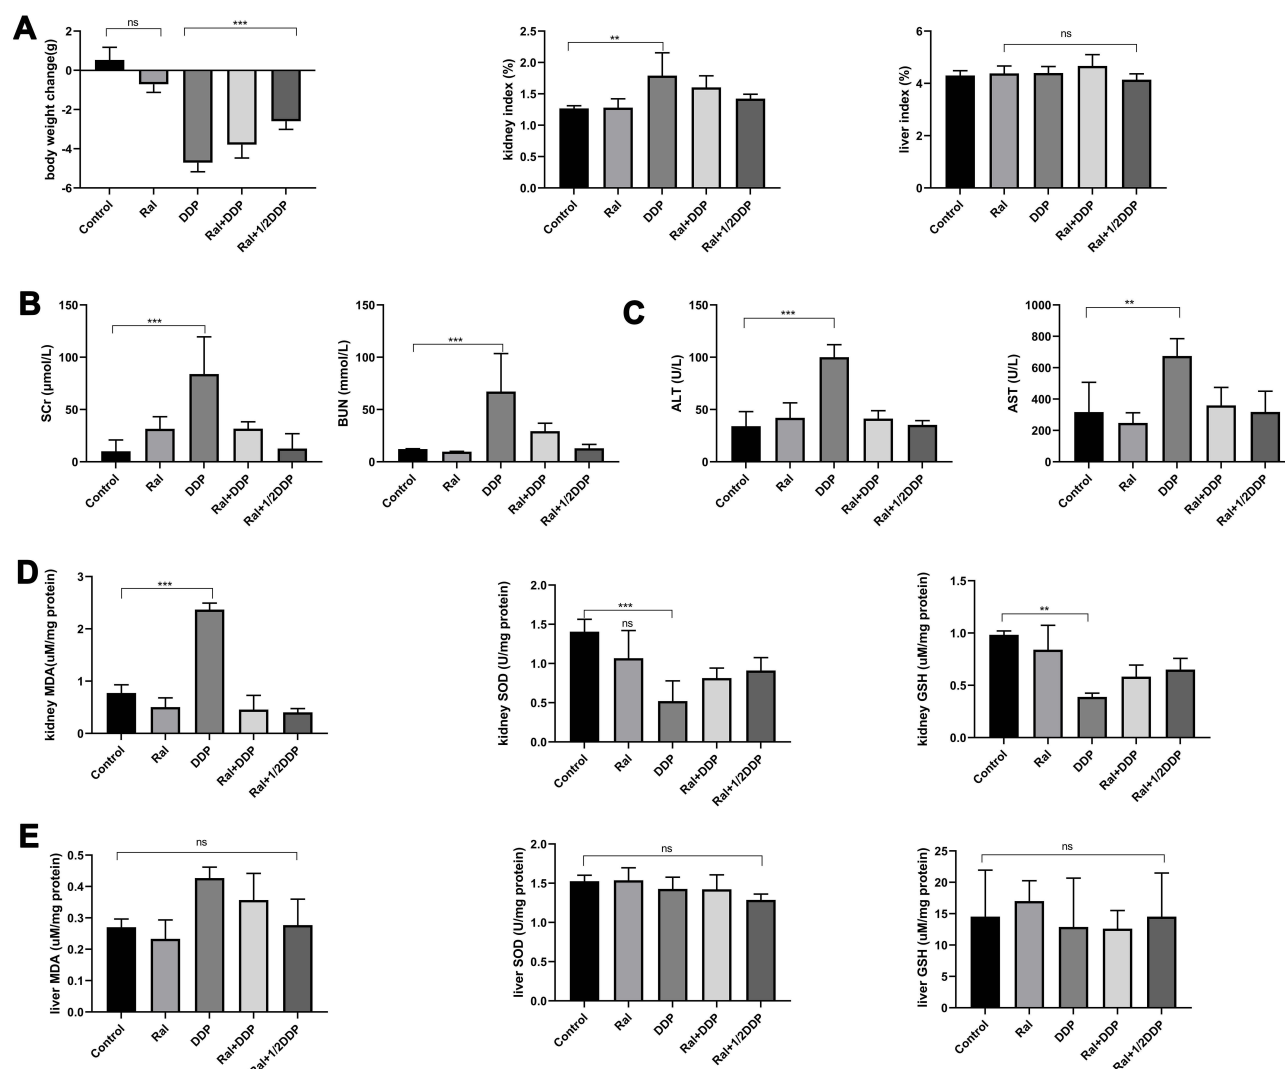 A
body weight change(g)
2
0
-2
-4
-6
ns
***
Control
Ral
DDP
Ral+DDP
Ral+1/2DDP
kidney index (%)
2.5
2.0
1.5
1.0
0.5
0.0
**
Control
Ral
DDP
Ral+DDP
Ral+1/2DDP
liver index (%)
6
4
2
0
ns
Control
Ral
DDP
Ral+DDP
Ral+1/2DDP
B
SCr (μmol/L)
150
100
50
0
***
Control
Ral
DDP
Ral+DDP
Ral+1/2DDP
BUN (mmol/L)
150
100
50
0
***
Control
Ral
DDP
Ral+DDP
Ral+1/2DDP
C
ALT (U/L)
150
100
50
0
***
Control
Ral
DDP
Ral+DDP
Ral+1/2DDP
AST (U/L)
1000
800
600
400
200
0
**
Control
Ral
DDP
Ral+DDP
Ral+1/2DDP
D
kidney MDA(uM/mg protein)
3
2
1
0
***
Control
Ral
DDP
Ral+DDP
Ral+1/2DDP
kidney SOD (U/mg protein)
2.0
1.5
1.0
0.5
0.0
***
ns
Control
Ral
DDP
Ral+DDP
Ral+1/2DDP
kidney GSH (uM/mg protein)
1.5
1.0
0.5
0.0
**
Control
Ral
DDP
Ral+DDP
Ral+1/2DDP
E
liver MDA (uM/mg protein)
0.5
0.4
0.3
0.2
0.1
0.0
ns
Control
Ral
DDP
Ral+DDP
Ral+1/2DDP
liver SOD (U/mg protein)
2.0
1.5
1.0
0.5
0.0
ns
Control
Ral
DDP
Ral+DDP
Ral+1/2DDP
liver GSH (uM/mg protein)
25
20
15
10
5
0
ns
Control
Ral
DDP
Ral+DDP
Ral+1/2DDP